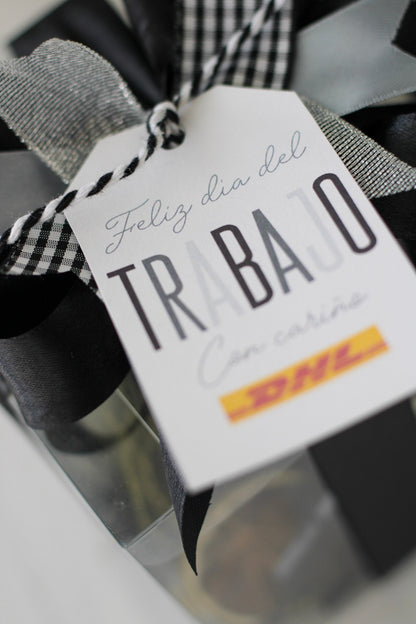 Feliz dia del
TRABAJO
Con cariño
DHL